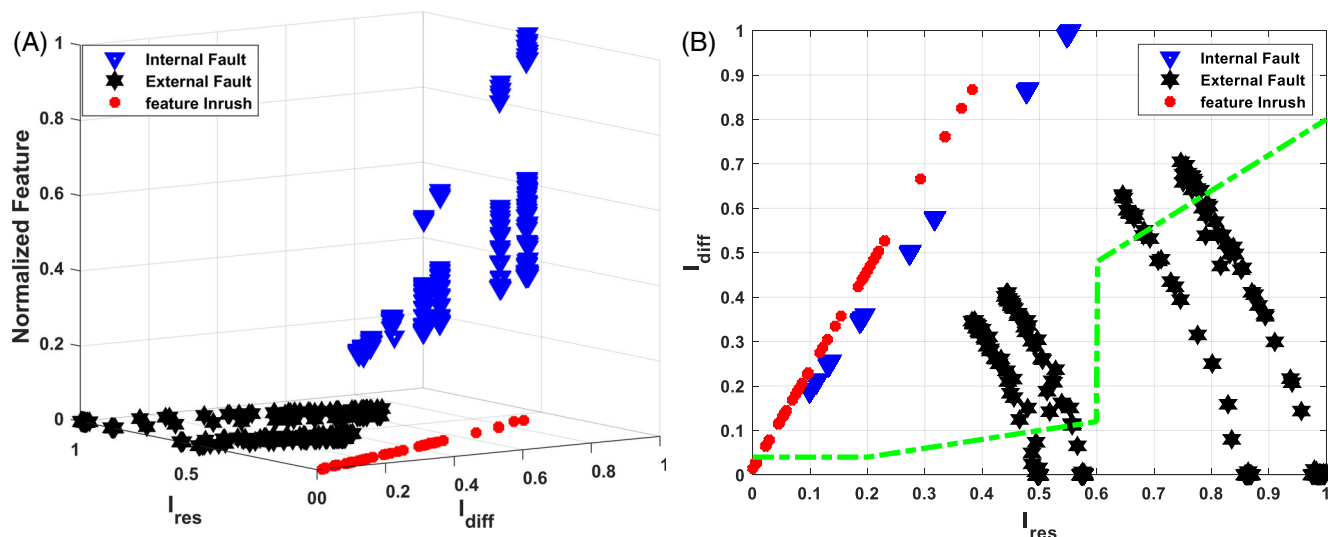 (A)
1
0.8
0.6
0.4
0.2
0
Normalized Feature
Internal Fault
External Fault
feature Inrush
1
0.5
00
0.2
0.4
0.6
0.8
1
I_res
I_diff
(B)
1
0.9
0.8
0.7
0.6
0.5
0.4
0.3
0.2
0.1
0
I_diff
Internal Fault
External Fault
feature Inrush
0 0.1 0.2 0.3 0.4 0.5 0.6 0.7 0.8 0.9 1
I_res